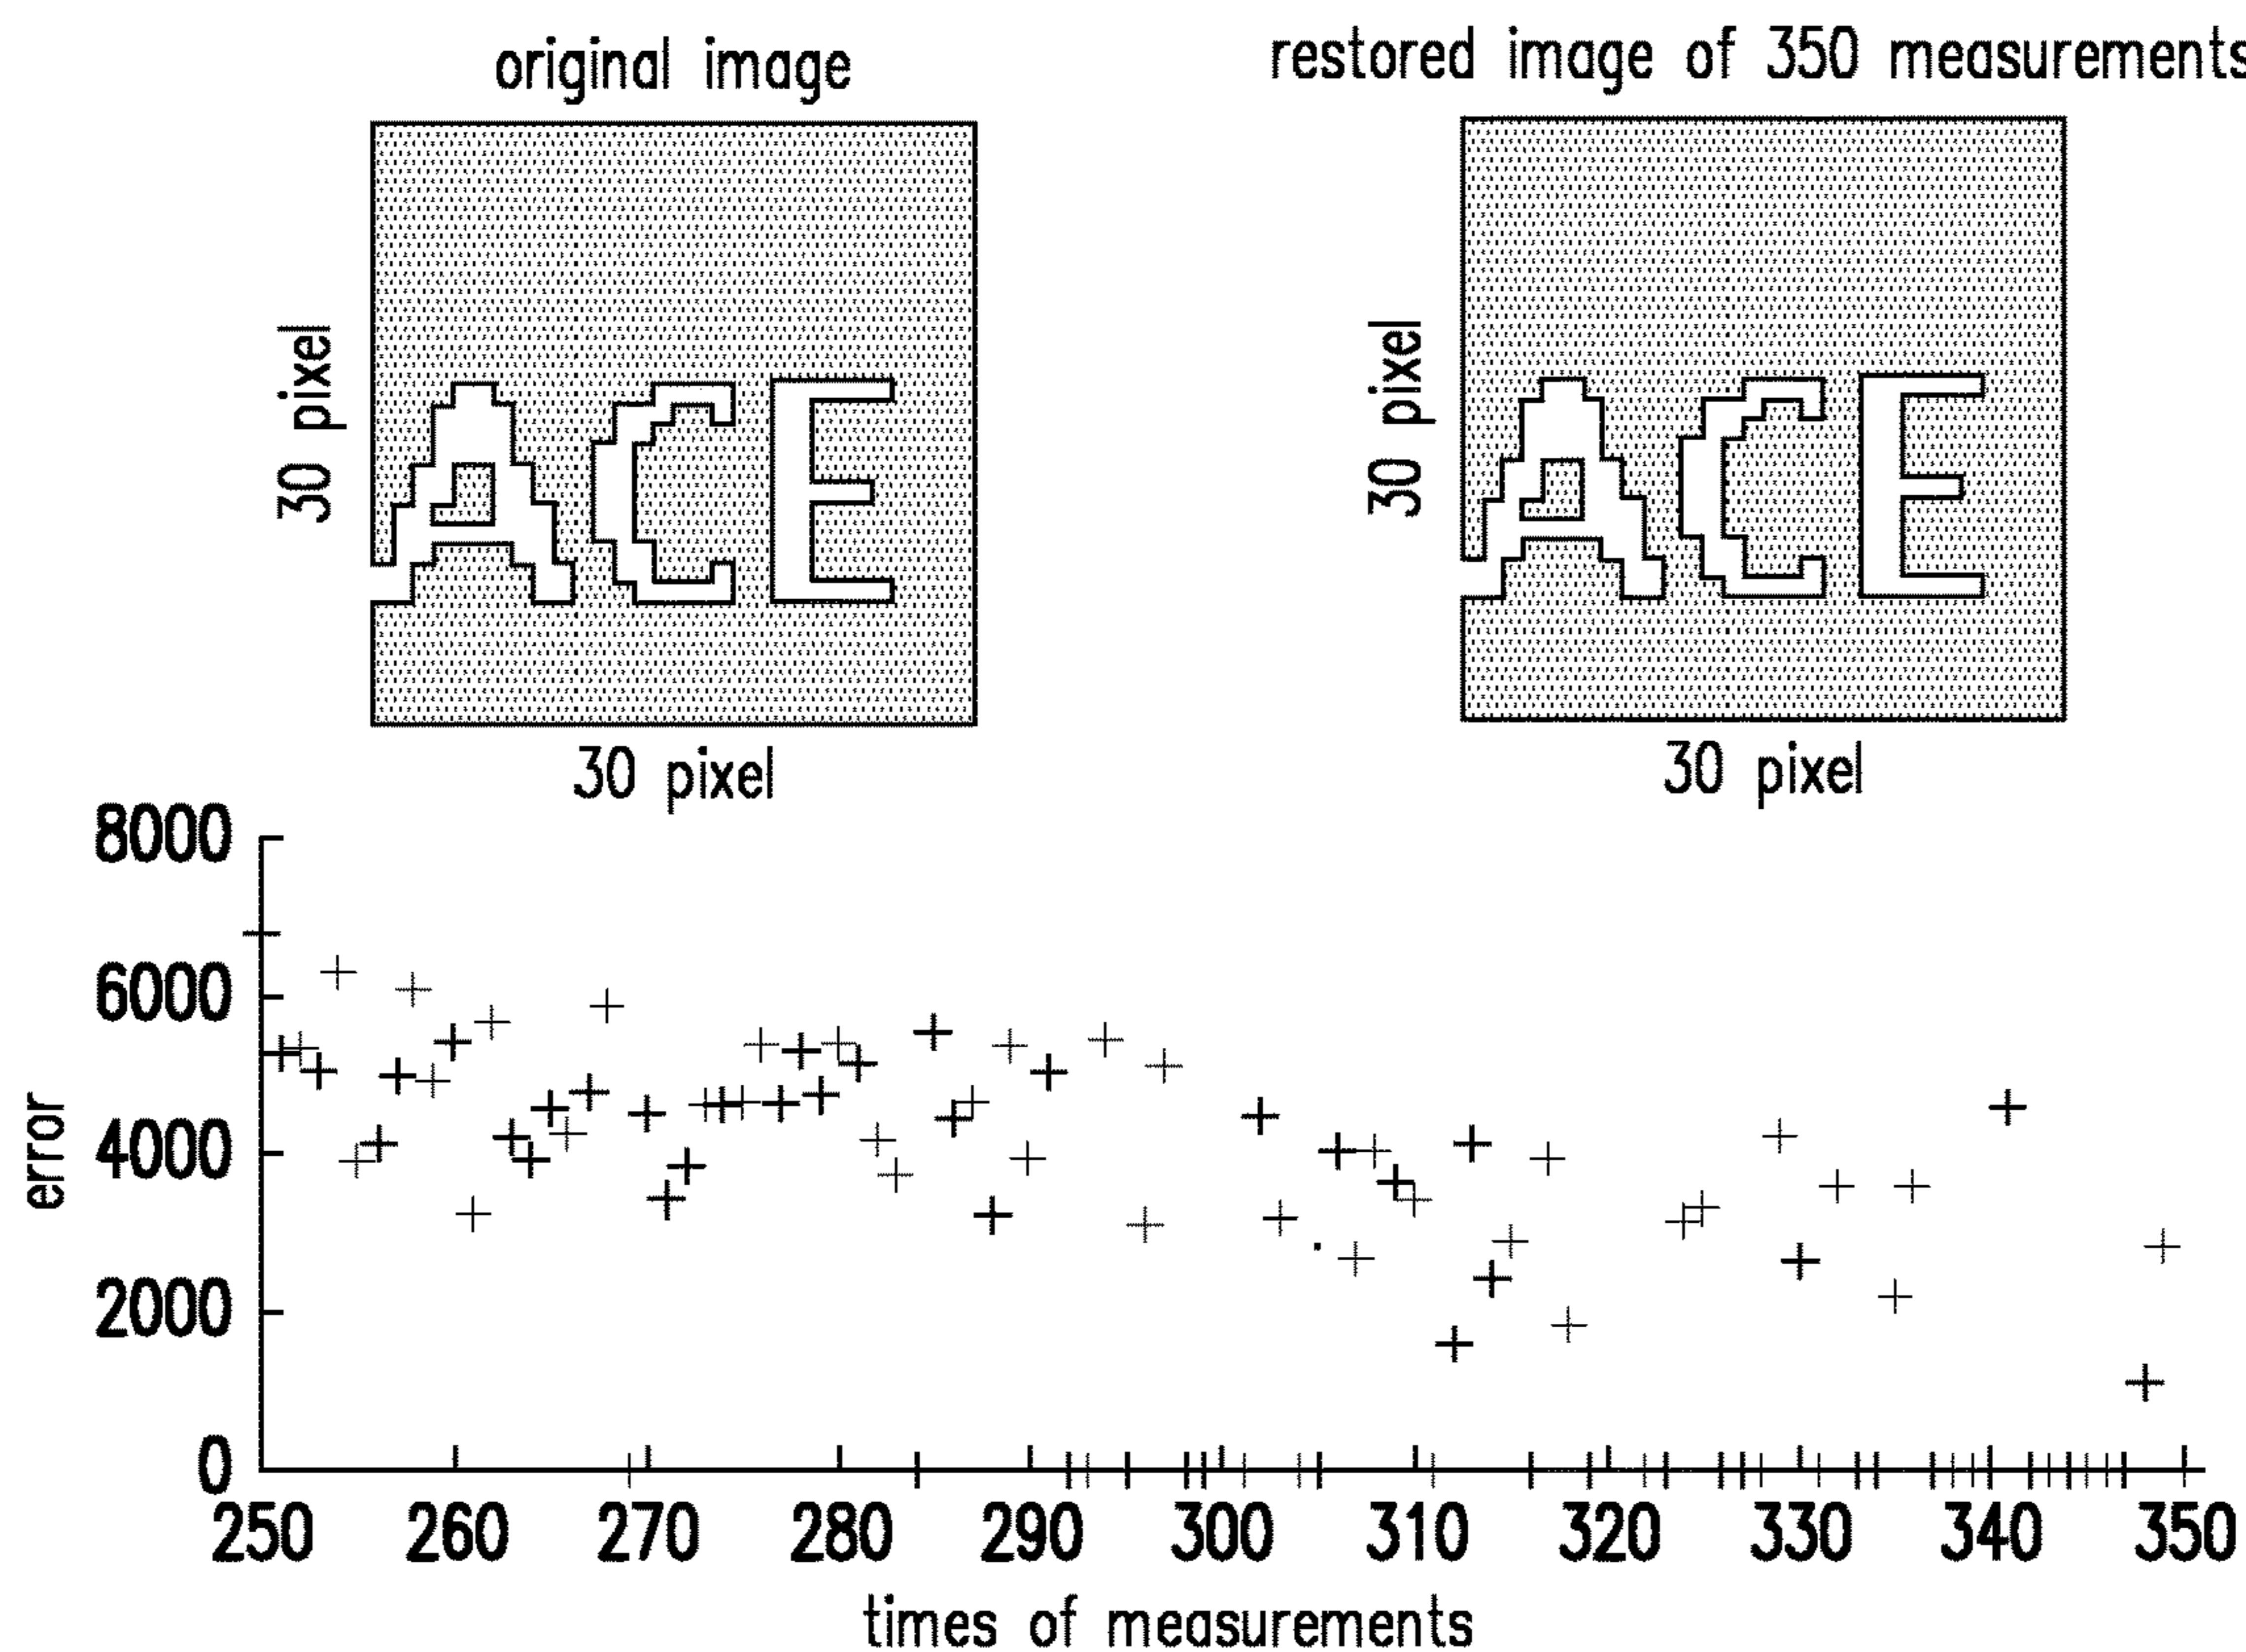 original image
restored image of 350 measurements
30 pixel
30 pixel
ACE
ACE
30 pixel
30 pixel
8000
6000
4000
2000
0
error
250 260 270 280 290 300 310 320 330 340 350
times of measurements